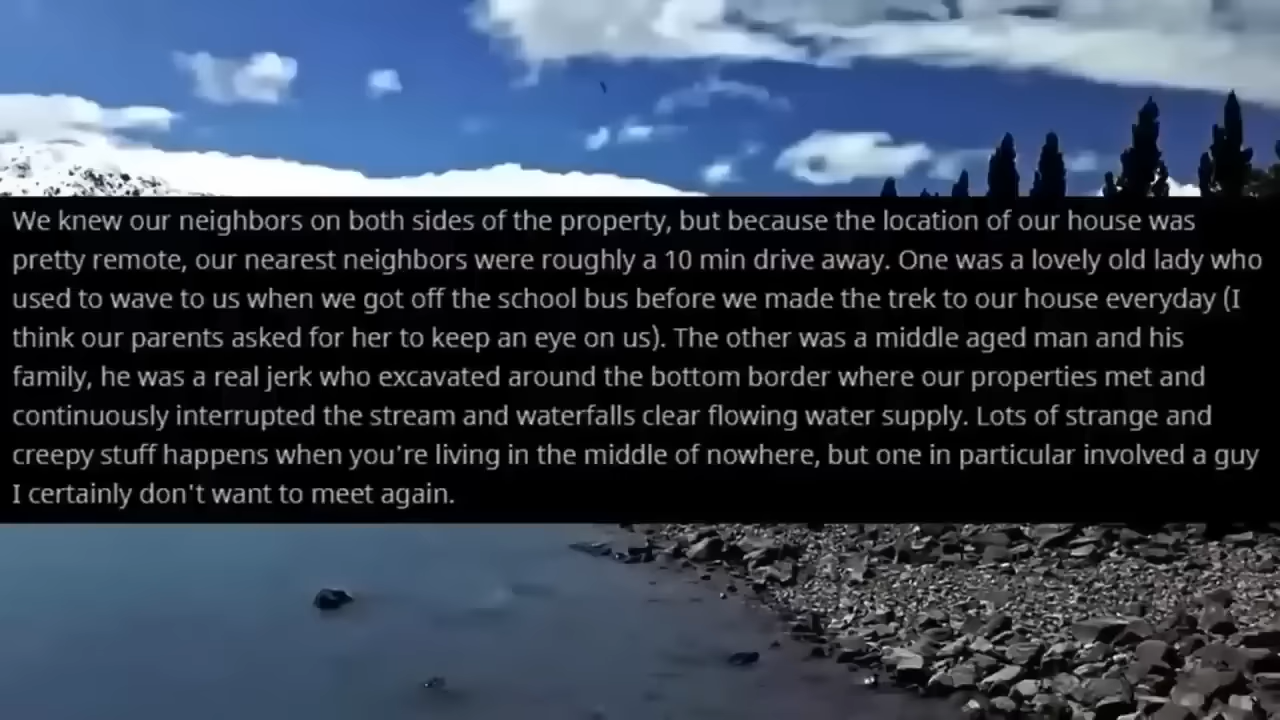 We knew our neighbors on both sides of the property, but because the location of our house was
pretty remote, our nearest neighbors were roughly a 10 min drive away. One was a lovely old lady who
used to wave to us when we got off the school bus before we made the trek to our house everyday (I
think our parents asked for her to keep an eye on us). The other was a middle aged man and his
family, he was a real jerk who excavated around the bottom border where our properties met and
continuously interrupted the stream and waterfalls clear flowing water supply. Lots of strange and
creepy stuff happens when you're living in the middle of nowhere, but one in particular involved a guy
I certainly don't want to meet again.